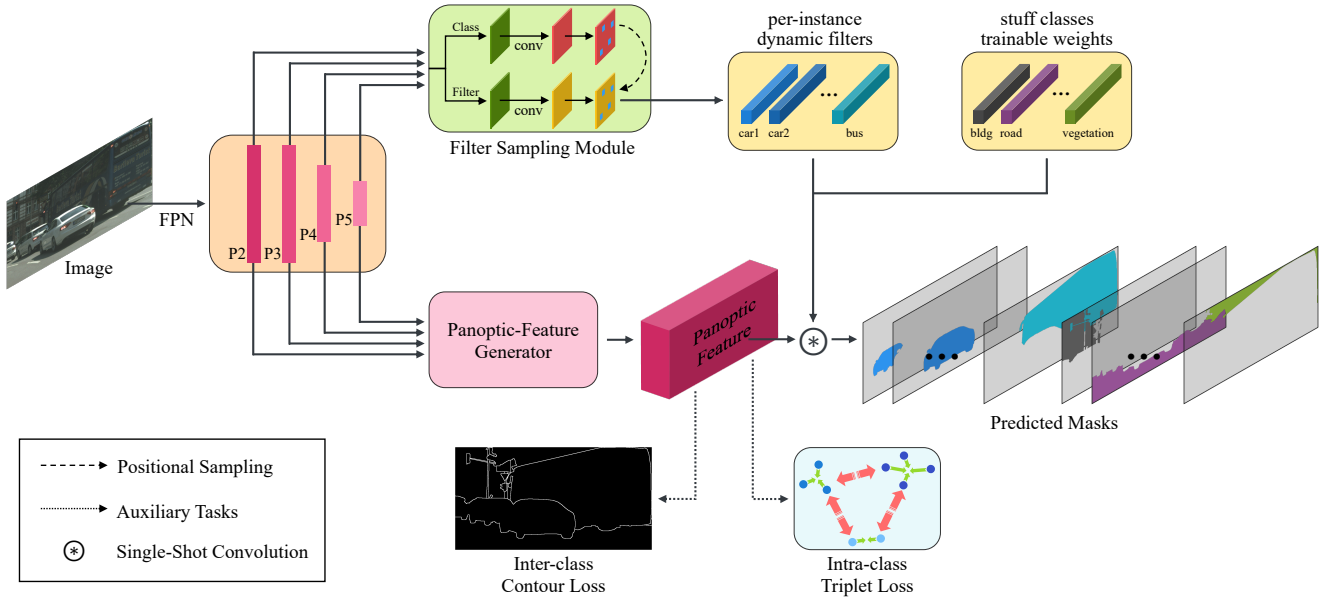 Class
conv
Filter
conv
Filter Sampling Module
per-instance
dynamic filters
car1 car2 ... bus
stuff classes
trainable weights
bldg road ... vegetation
Image
FPN
P2
P3
P4
P5
Panoptic-Feature
Generator
Panoptic
Feature
Predicted Masks
Positional Sampling
Auxiliary Tasks
Single-Shot Convolution
Inter-class
Contour Loss
Intra-class
Triplet Loss